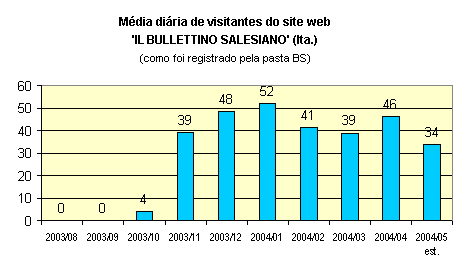 Média diária de visitantes do site web
'IL BULLETTINO SALESIANO' (Ita.)
(como foi registrado pela pasta BS)
60
50
40
30
20
10
0
0 0 4 39 48 52 41 39 46 34
2003/08 2003/09 2003/10 2003/11 2003/12 2004/01 2004/02 2004/03 2004/04 2004/05
est.